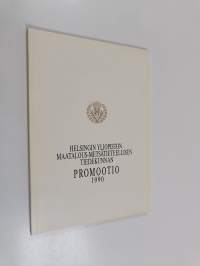 HELSINGIN YLIOPISTON
MAATALOUS-METSÄTIETEELLISEN
TIEDEKUNNAN
PROMOOTIO
1990